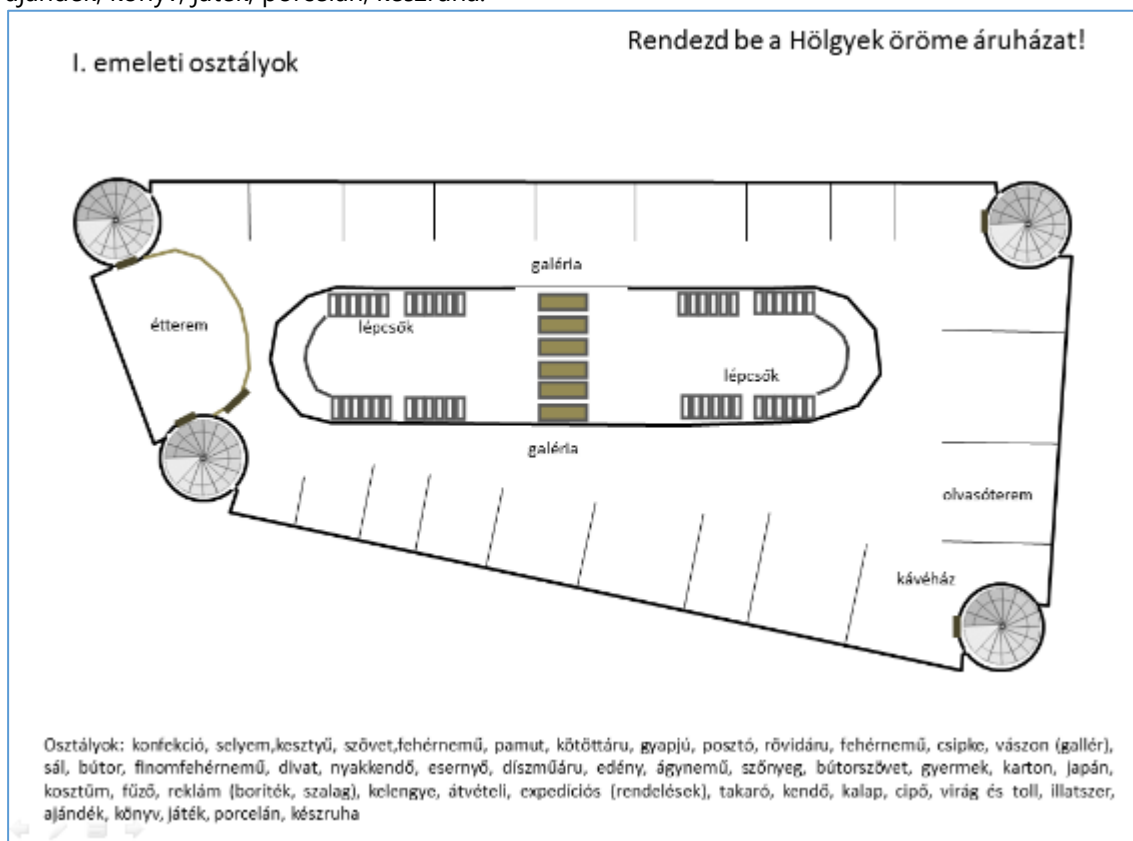 ajándék, könyv, játék, porcelán, készruha.
Rendezd be a Hölgyek öröme áruházat!
I. emeleti osztályok
galéria
étterem
lépcsők
lépcsők
galéria
olvasóterem
kávéház
Osztályok: konfekció, selyem,kesztyű, szövet,fehérnemű, pamut, kötöttáru, gyapjú, posztó, rövidáru, fehérnemű, csipke, vászon (gallér),
sál, bútor, finomfehérnemű, divat, nyakkendő, esernyő, díszműáru, edény, ágynemű, szőnyeg, bútorszövet, gyermek, karton, japán,
kosztüm, fűző, reklám (boríték, szalag), kelengye, átvételi, expedíciós (rendelések), takaró, kendő, kalap, cipő, virág és toll, illatszer,
ajándék, könyv, játék, porcelán, készruha